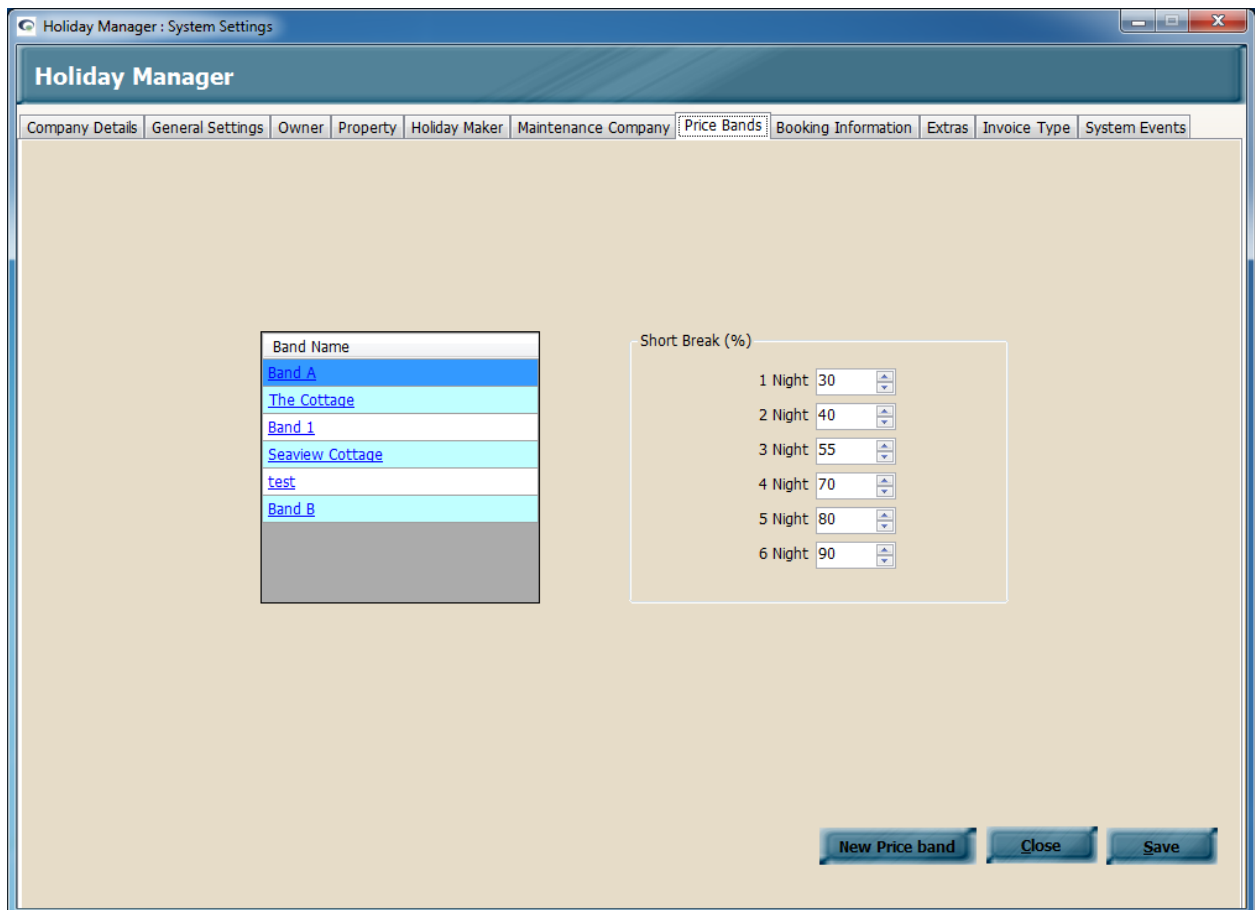 Holiday Manager : System Settings
Holiday Manager
Company Details General Settings Owner Property Holiday Maker Maintenance Company Price Bands Booking Information Extras Invoice Type System Events
Band Name
Band A
The Cottage
Band 1
Seaview Cottage
test
Band B
Short Break (%)
1 Night 30
2 Night 40
3 Night 55
4 Night 70
5 Night 80
6 Night 90
New Price band Close Save